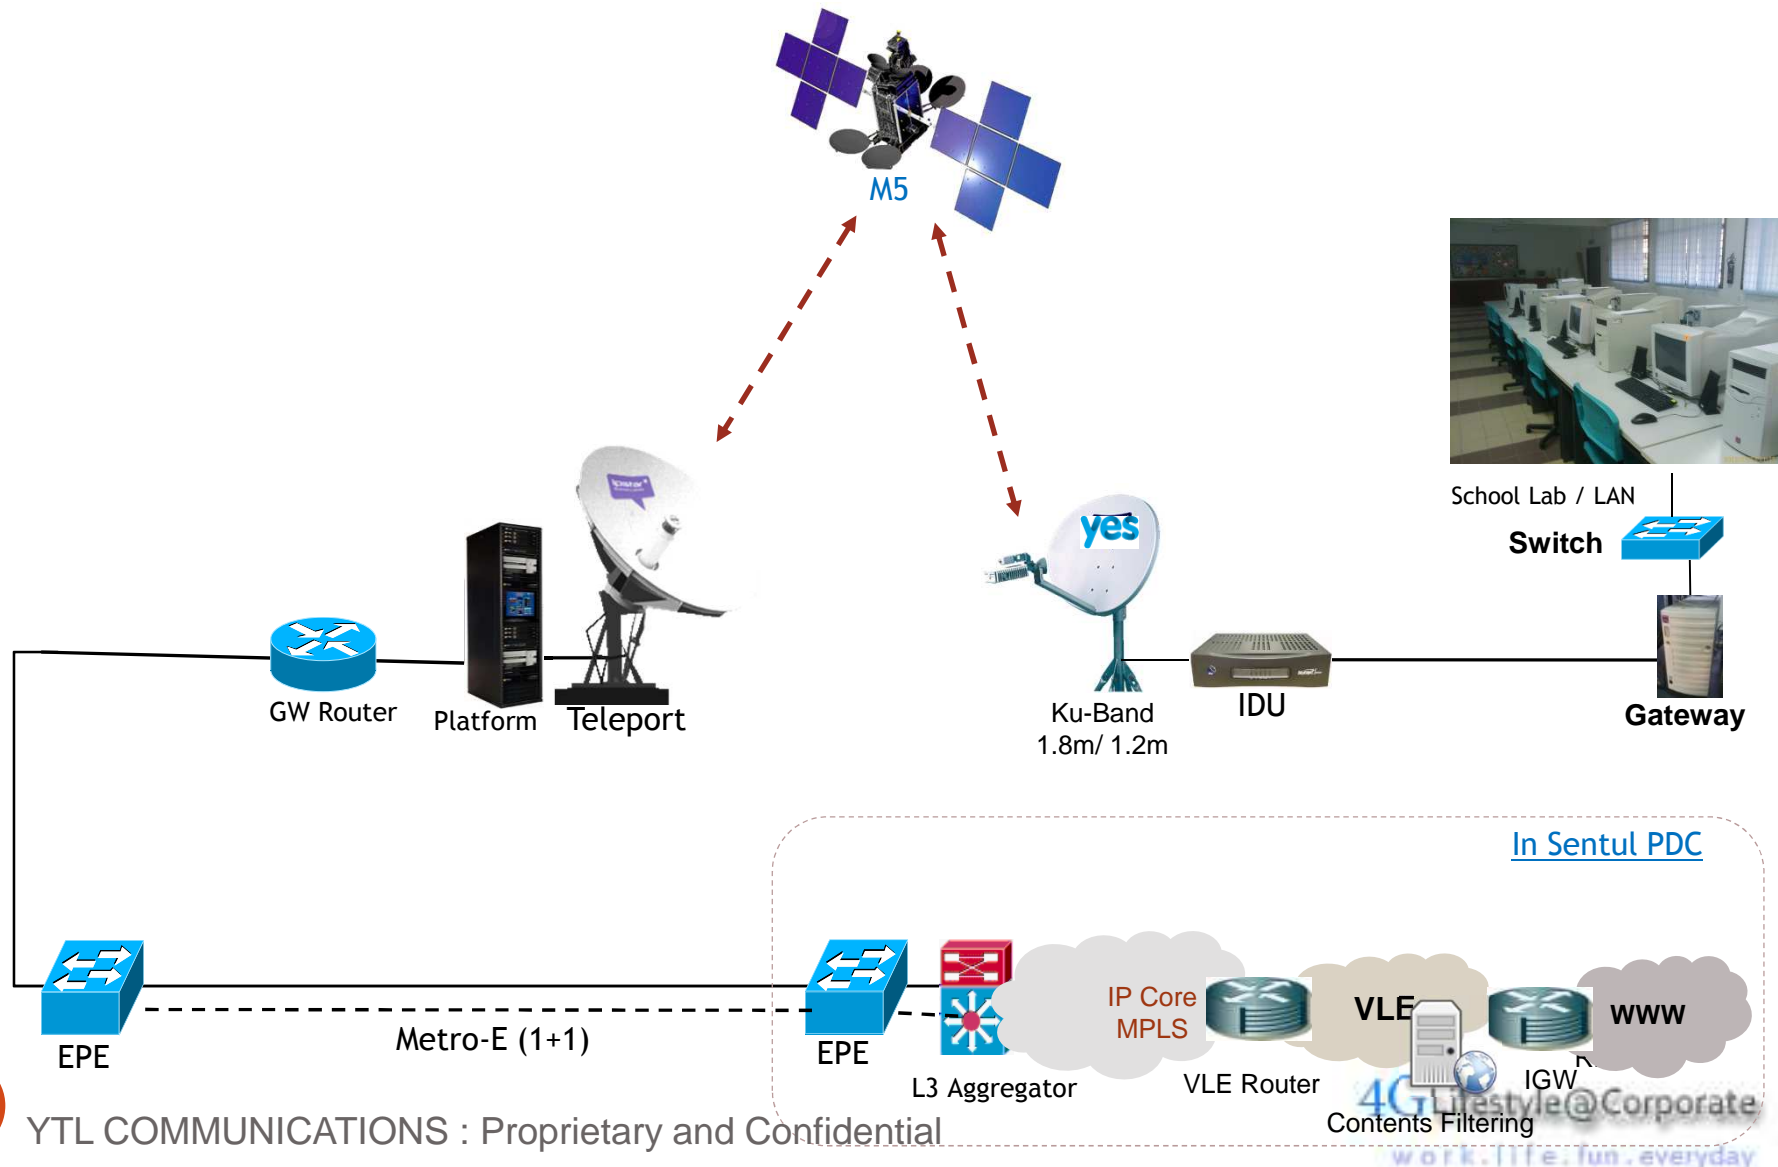 M5
ipstar
yes
School Lab / LAN
Switch
GW Router
Platform
Teleport
Ku-Band
1.8m/ 1.2m
IDU
Gateway
In Sentul PDC
EPE
Metro-E (1+1)
EPE
L3 Aggregator
IP Core
MPLS
VLE Router
VLE
Contents Filtering
IGW
WWW
4G Lifestyle@Corporate
work.life.fun.everyday
YTL COMMUNICATIONS : Proprietary and Confidential